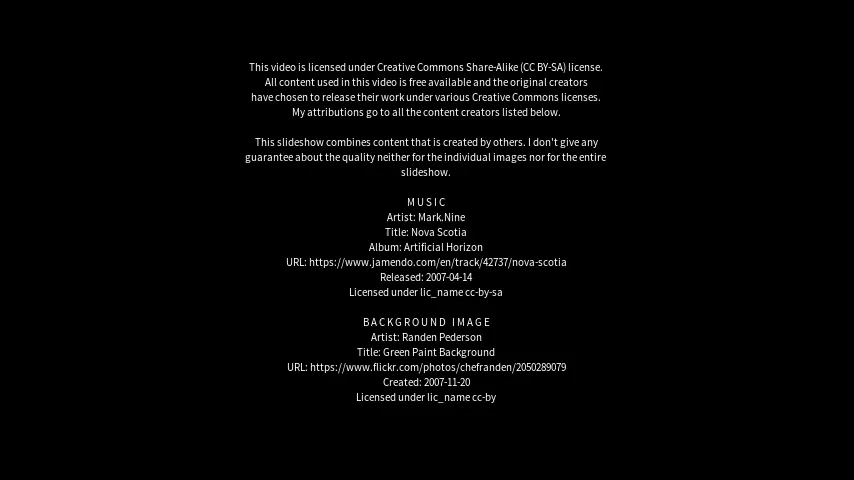 This video is licensed under Creative Commons Share-Alike (CC BY-SA) license.
All content used in this video is free available and the original creators
have chosen to release their work under various Creative Commons licenses.
My attributions go to all the content creators listed below.
This slideshow combines content that is created by others. I don't give any
guarantee about the quality neither for the individual images nor for the entire
slideshow.
MUSIC
Artist: Mark.Nine
Title: Nova Scotia
Album: Artificial Horizon
URL: https://www.jamendo.com/en/track/42737/nova-scotia
Released: 2007-04-14
Licensed under lic_name cc-by-sa
BACKGROUND IMAGE
Artist: Randen Pederson
Title: Green Paint Background
URL: https://www.flickr.com/photos/chefranden/2050289079
Created: 2007-11-20
Licensed under lic_name cc-by